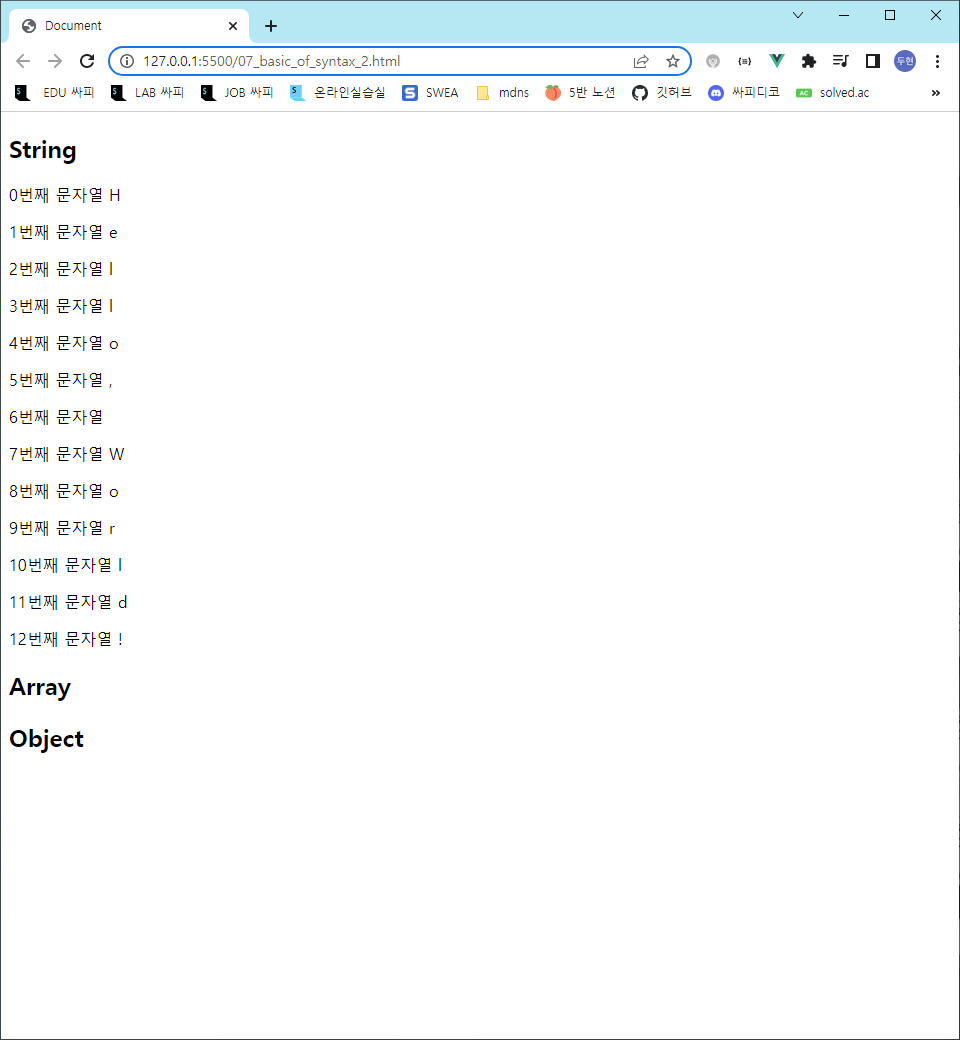 Document
127.0.0.1:5500/07_basic_of_syntax_2.html
두현
EDU 싸피 LAB 싸피 JOB 싸피 온라인실습실 SWEA mdns 5반 노션 깃허브 싸피디코 AC solved.ac »
String
0번째 문자열 H
1번째 문자열 e
2번째 문자열 l
3번째 문자열 l
4번째 문자열 o
5번째 문자열 ,
6번째 문자열
7번째 문자열 W
8번째 문자열 o
9번째 문자열 r
10번째 문자열 l
11번째 문자열 d
12번째 문자열 !
Array
Object